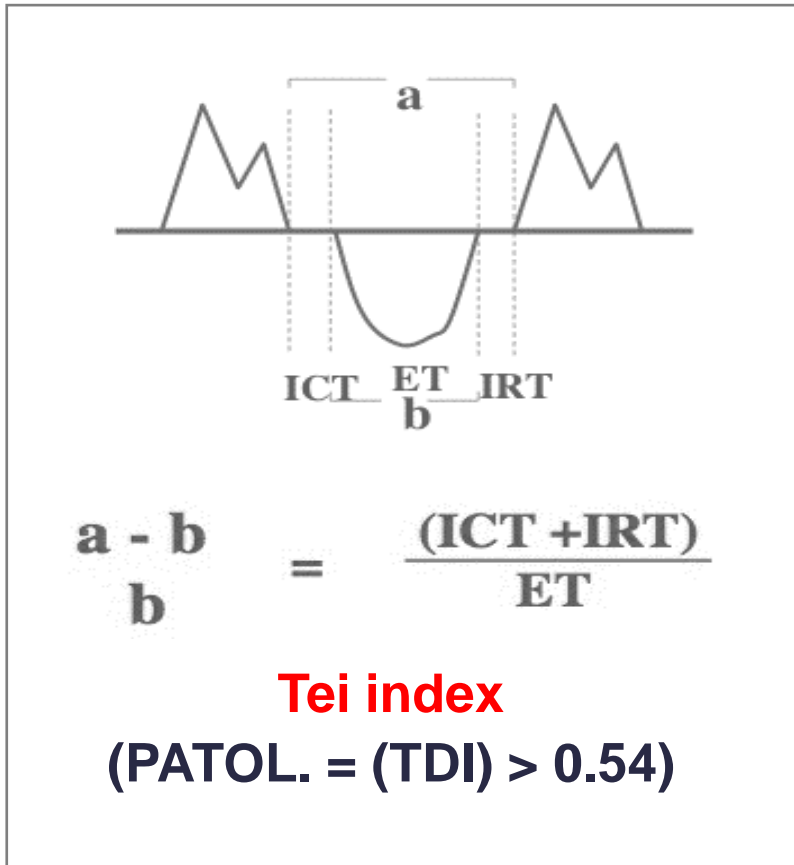 a
ICT ET IRT
b
a - b = (ICT +IRT)
b ET
Tei index
(PATOL. = (TDI) > 0.54)